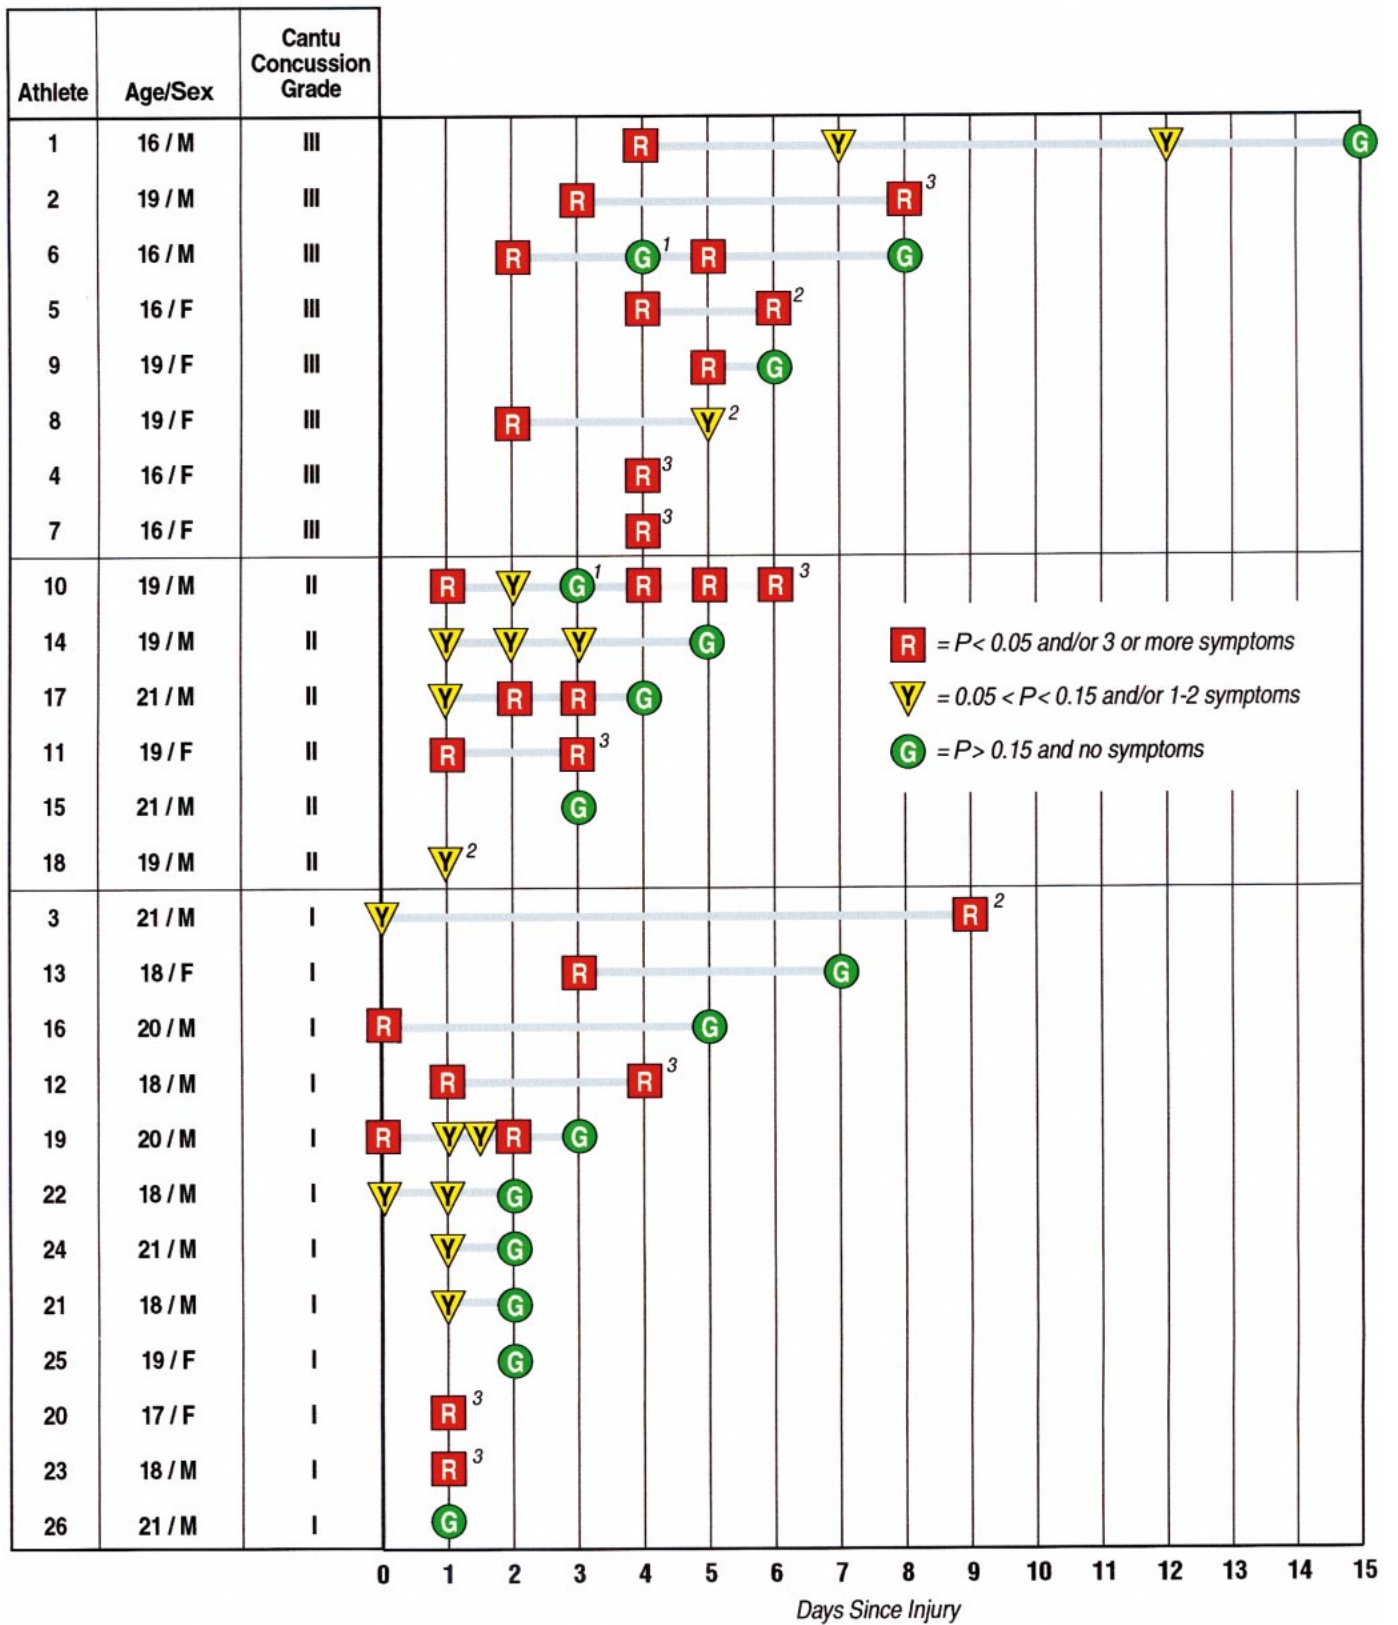 Cantu
Concussion
Athlete Age/Sex Grade
1 16 / M III R Y Y G
2 19 / M III R R 3
6 16 / M III R G 1 R G
5 16 / F III R R 2
9 19 / F III R G
8 19 / F III R Y 2
4 16 / F III R 3
7 16 / F III R 3
10 19 / M II R Y G 1 R R R 3
14 19 / M II Y Y Y G
R = P < 0.05 and/or 3 or more symptoms
17 21 / M II Y R R G
Y = 0.05 < P < 0.15 and/or 1-2 symptoms
11 19 / F II R R 3
G = P > 0.15 and no symptoms
15 21 / M II G
18 19 / M II Y 2
3 21 / M I Y R 2
13 18 / F I R G
16 20 / M I R G
12 18 / M I R R 3
19 20 / M I R Y Y R G
22 18 / M I Y Y G
24 21 / M I Y G
21 18 / M I Y G
25 19 / F I G
20 17 / F I R 3
23 18 / M I R 3
26 21 / M I G
0 1 2 3 4 5 6 7 8 9 10 11 12 13 14 15
Days Since Injury